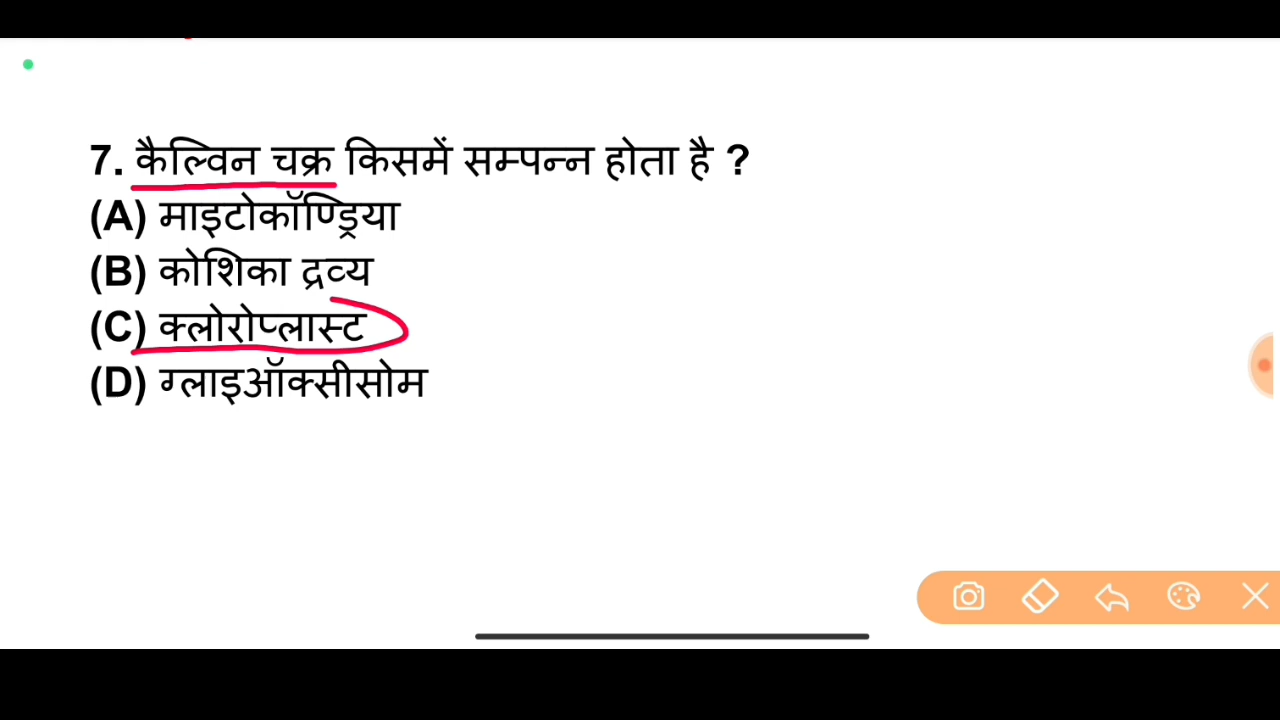 7. कैल्विन चक्र किसमें सम्पन्न होता है ?
(A) माइटोकॉण्ड्रिया
(B) कोशिका द्रव्य
(C) क्लोरोप्लास्ट
(D) ग्लाइऑक्सीसोम